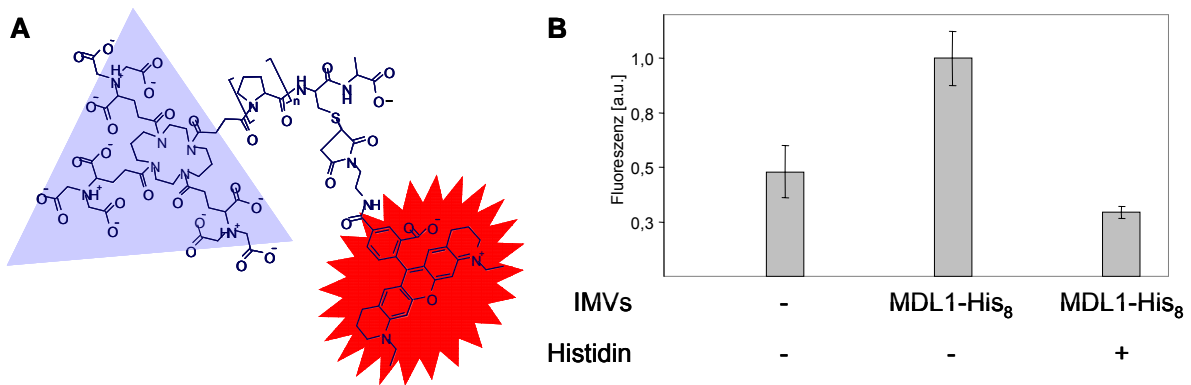 A
B
Fluoreszenz [a.u.]
1,0
0,8
0,5
0,3
IMVs - MDL1-His8 MDL1-His8
Histidin - - +